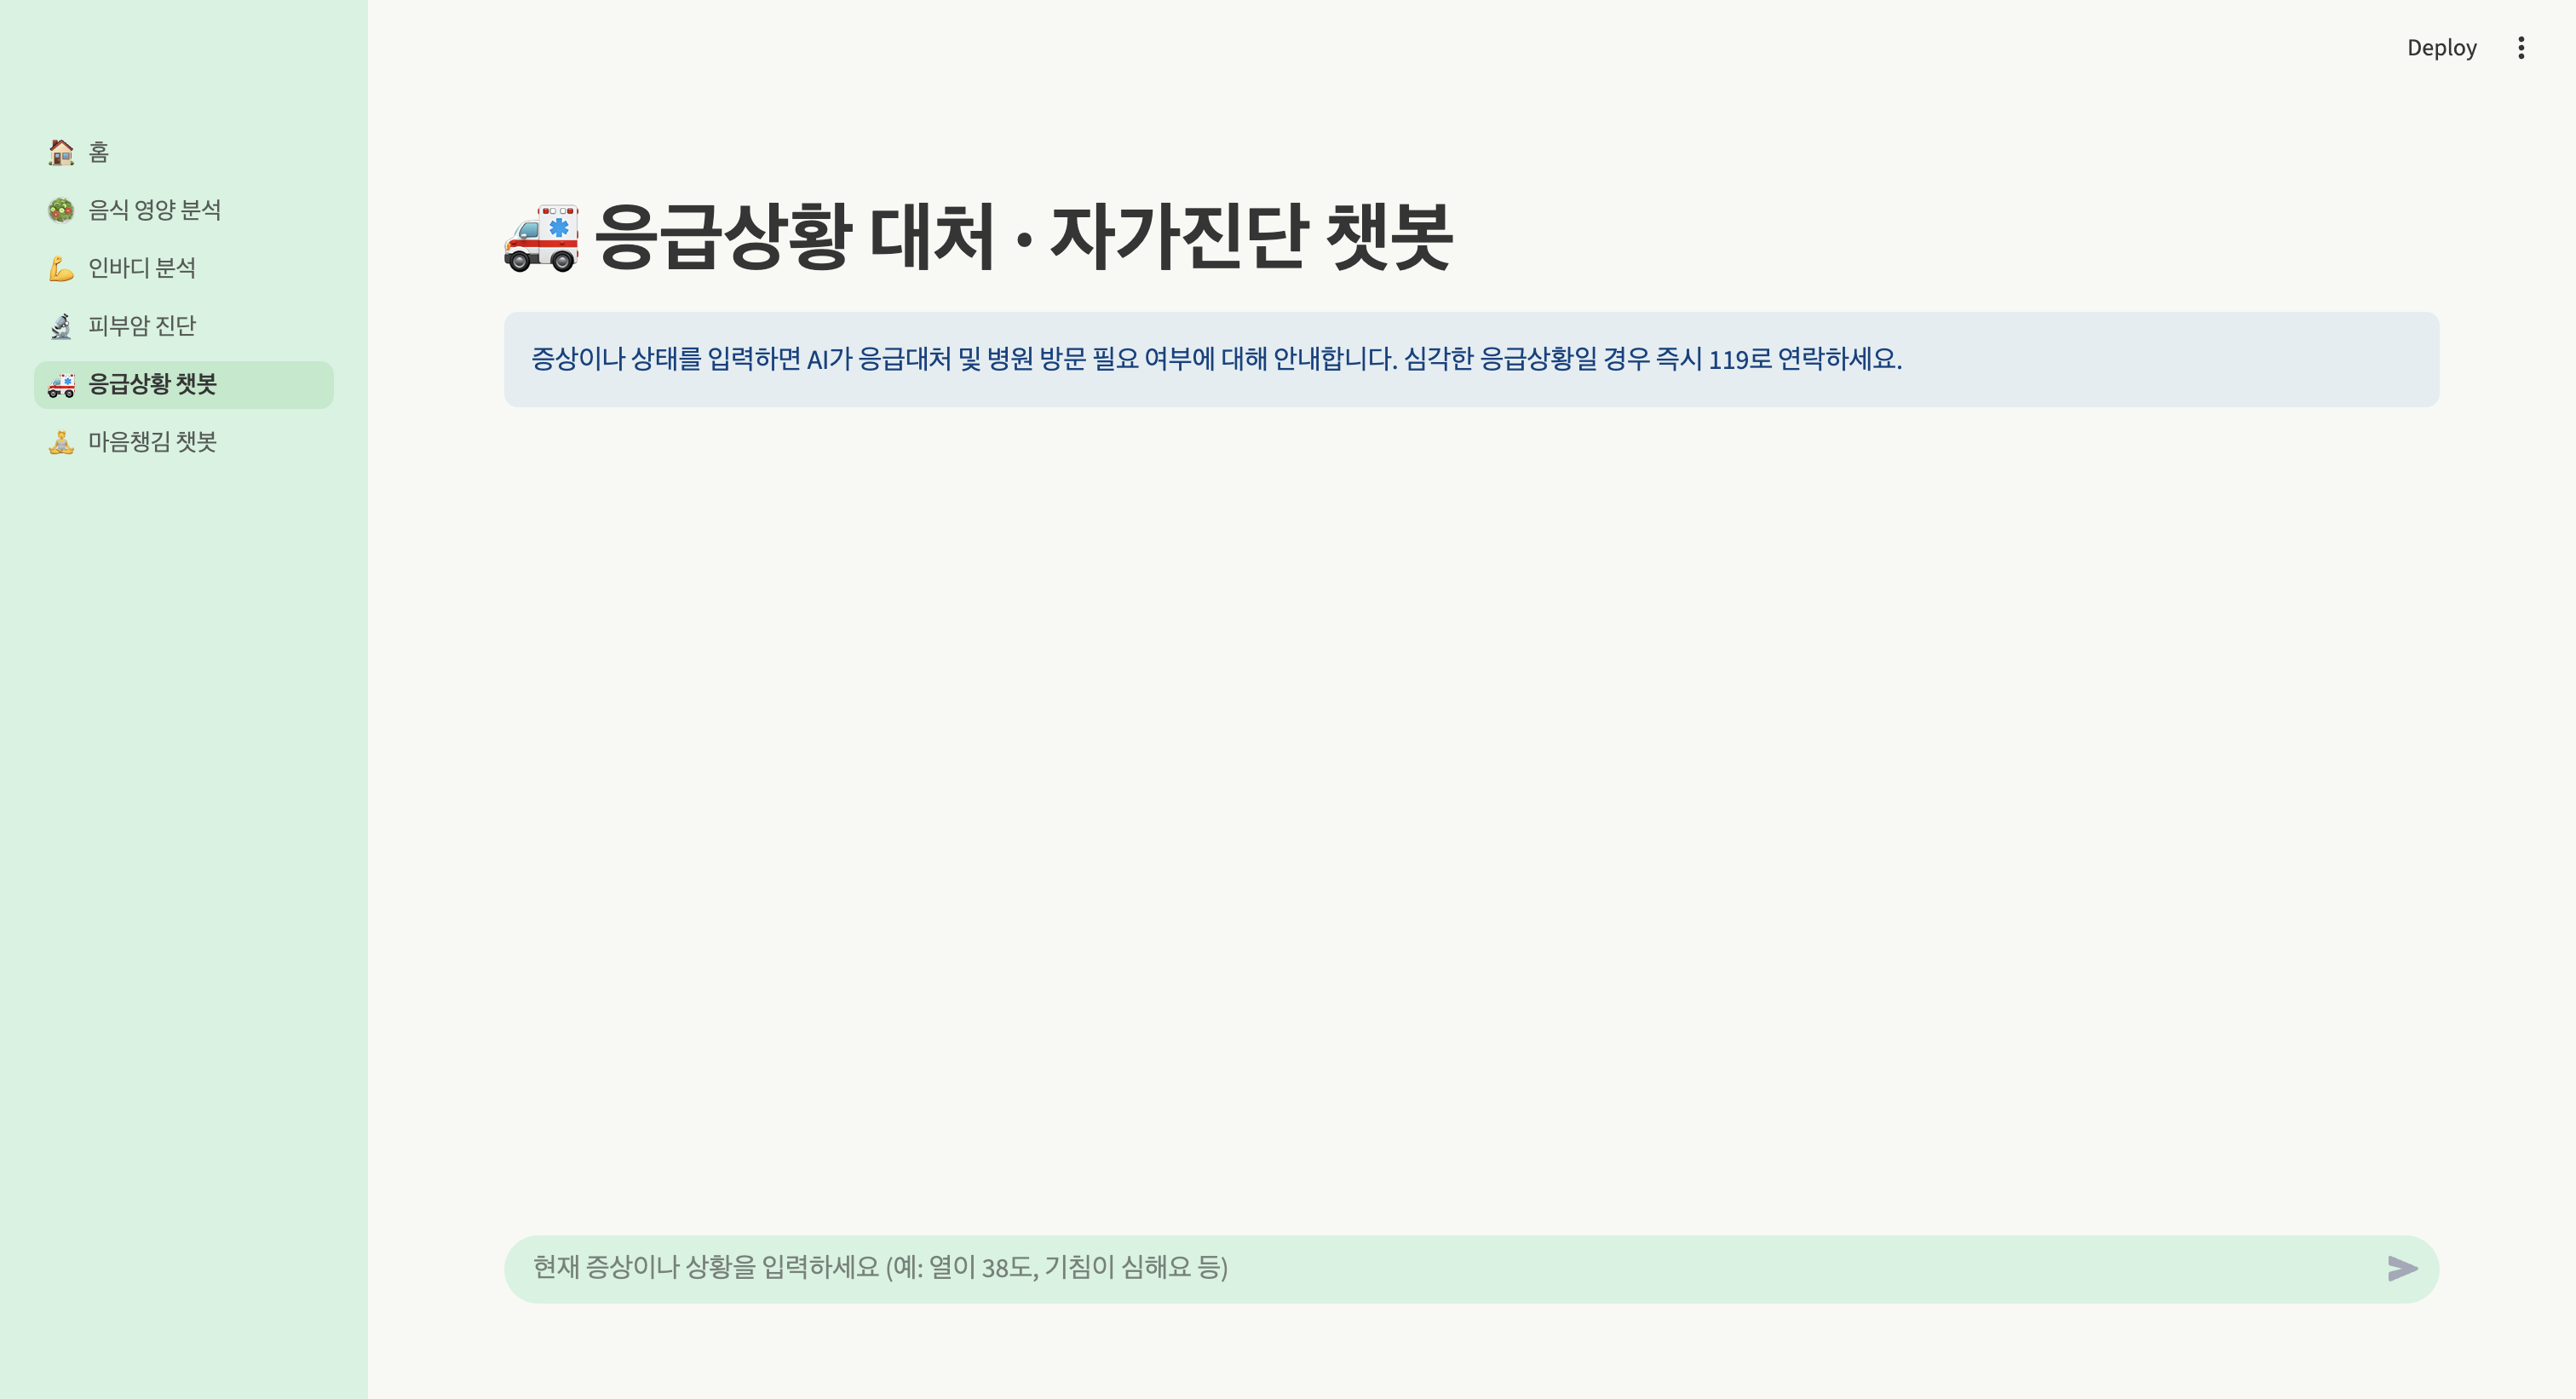 Deploy
홈
음식 영양 분석
인바디 분석
피부암 진단
응급상황 챗봇
마음챙김 챗봇
응급상황 대처 · 자가진단 챗봇
증상이나 상태를 입력하면 AI가 응급대처 및 병원 방문 필요 여부에 대해 안내합니다. 심각한 응급상황일 경우 즉시 119로 연락하세요.
현재 증상이나 상황을 입력하세요 (예: 열이 38도, 기침이 심해요 등)